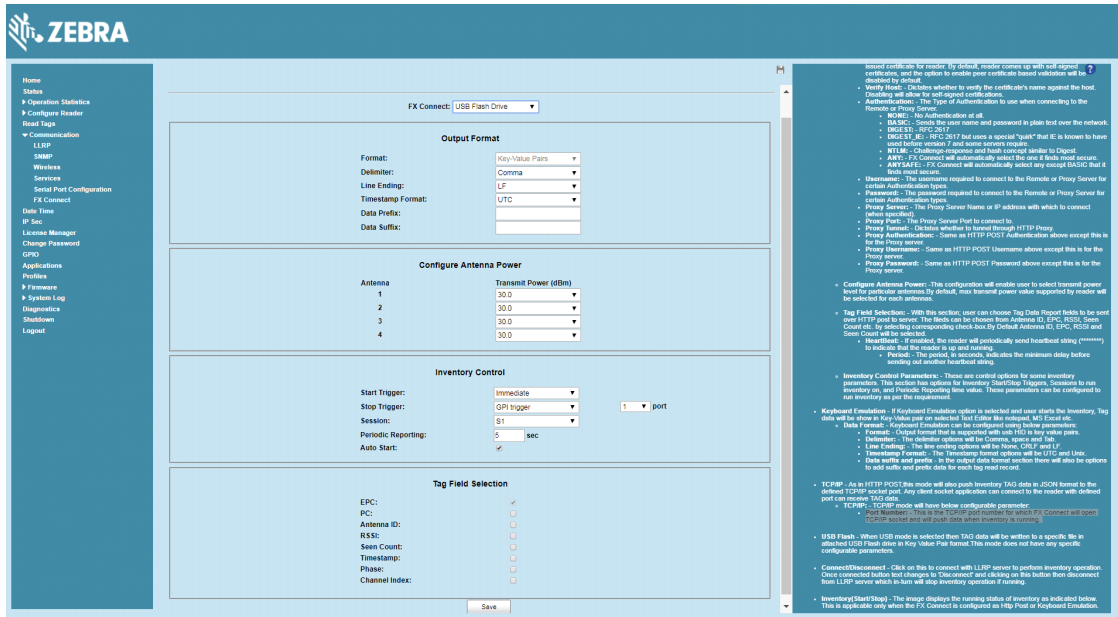 ZEBRA
Home
Status
Operation Statistics
Configure Reader
Read Tags
Communication
LLRP
SNMP
Wireless
Services
Serial Port Configuration
FX Connect
Date Time
IP Sec
License Manager
Change Password
GPIO
Applications
Profiles
Firmware
System Log
Diagnostics
Shutdown
Logout
FX Connect: USB Flash Drive
Output Format
Format: Key-Value Pairs
Delimiter: Comma
Line Ending: LF
Timestamp Format: UTC
Data Prefix:
Data Suffix:
Configure Antenna Power
Antenna Transmit Power (dBm)
1 30.0
2 30.0
3 30.0
4 30.0
Inventory Control
Start Trigger: Immediate
Stop Trigger: GPI trigger 1 port
Session: S1
Periodic Reporting: 5 sec
Auto Start:
Tag Field Selection
EPC:
PC:
Antenna ID:
RSSI:
Seen Count:
Timestamp:
Phase:
Channel Index:
Save
issued certificate for reader. By default, reader comes up with self-signed
certificates, and the option to enable peer certificate based validation will be
disabled by default.
?
• Verify Host: - Dictates whether to verify the certificate's name against the host.
Disabling will allow for self-signed certifications.
• Authentication: - The Type of Authentication to use when connecting to the
Remote or Proxy Server.
• NONE: - No Authentication at all.
• BASIC: - Sends the user name and password in plain text over the network.
• DIGEST: - RFC 2617
• DIGEST_IE: - RFC 2617 but uses a special "quirk" that IE is known to have
used before version 7 and some servers require.
• NTLM: - Challenge-response and hash concept similar to Digest.
• ANY: - FX Connect will automatically select the one it finds most secure.
• ANYSAFE: - FX Connect will automatically select any except BASIC that it
finds most secure.
• Username: - The username required to connect to the Remote or Proxy Server for
certain Authentication types.
• Password: - The password required to connect to the Remote or Proxy Server for
certain Authentication types.
• Proxy Server: - The Proxy Server Name or IP address with which to connect
(when specified).
• Proxy Port: - The Proxy Server Port to connect to.
• Proxy Tunnel: - Dictates whether to tunnel through HTTP Proxy.
• Proxy Authentication: - Same as HTTP POST Authentication above except this is
for the Proxy server.
• Proxy Username: - Same as HTTP POST Username above except this is for the
Proxy server.
• Proxy Password: - Same as HTTP POST Password above except this is for the
Proxy server.
Configure Antenna Power: -This configuration will enable user to select transmit power
level for particular antennas.By default, max transmit power value supported by reader will
be selected for each antennas.
Tag Field Selection: - With this section; user can choose Tag Data Report fields to be sent
over HTTP post to server. The fileds can be chosen from Antenna ID, EPC, RSSI, Seen
Count etc. by selecting corresponding check-box.By Default Antenna ID, EPC, RSSI and
Seen Count will be selected.
• HeartBeat: - If enabled, the reader will periodically send heartbeat string (********)
to indicate that the reader is up and running.
• Period: - The period, in seconds, indicates the minimum delay before
sending out another heartbeat string.
Inventory Control Parameters: - These are control options for some inventory
parameters. This section has options for Inventory Start/Stop Triggers, Sessions to run
inventory on, and Periodic Reporting time value. These parameters can be configured to
run inventory as per the requirement.
• Keyboard Emulation - If Keyboard Emulation option is selected and user starts the Inventory, Tag
data will be show in Key-Value pair on selected Text Editor like notepad, MS Excel etc.
Data Format: - Keyboard Emulation can be configured using below parameters:
• Format: - Output format that is supported with usb HID is key value pairs.
• Delimiter: - The delimiter options will be Comma, space and Tab.
• Line Ending: - The line ending options will be None, CRLF and LF.
• Timestamp Format: - The Timestamp format options will be UTC and Unix.
• Data suffix and prefix - In the output data format section there will also be options
to add suffix and prefix data for each tag read record.
• TCP/IP - As in HTTP POST,this mode will also push Inventory TAG data in JSON format to the
defined TCP/IP socket port. Any client socket application can connect to the reader with defined
port can receive TAG data.
TCP/IP: - TCP/IP mode will have below configurable parameter:
• Port Number: - This is the TCP/IP port number for which FX Connect will open
TCP/IP socket and will push data when inventory is running.
• USB Flash - When USB mode is selected then TAG data will be written to a specific file in
attached USB Flash drive in Key Value Pair format.This mode does not have any specific
configurable parameters.
• Connect/Disconnect - Click on this to connect with LLRP server to perform inventory operation.
Once connected button text changes to 'Disconnect' and clicking on this button then disconnect
from LLRP server which in-turn will stop inventory operation if running.
• Inventory(Start/Stop) - The image displays the running status of inventory as indicated below.
This is applicable only when the FX Connect is configured as Http Post or Keyboard Emulation.